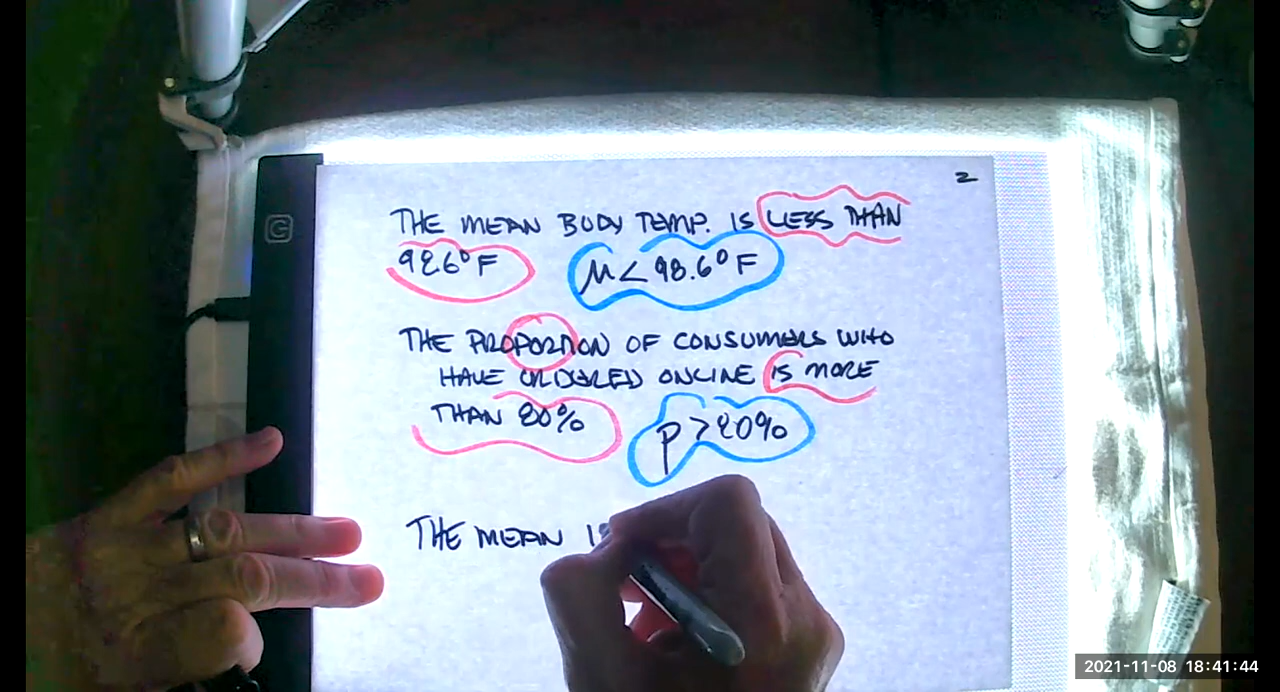 2
THE MEAN BODY TEMP. IS LESS THAN
98.6°F μ < 98.6°F
THE PROPORTION OF CONSUMERS WHO
HAVE ORDERED ONLINE IS MORE
THAN 80% p > 80%
THE MEAN IS
2021-11-08 18:41:44